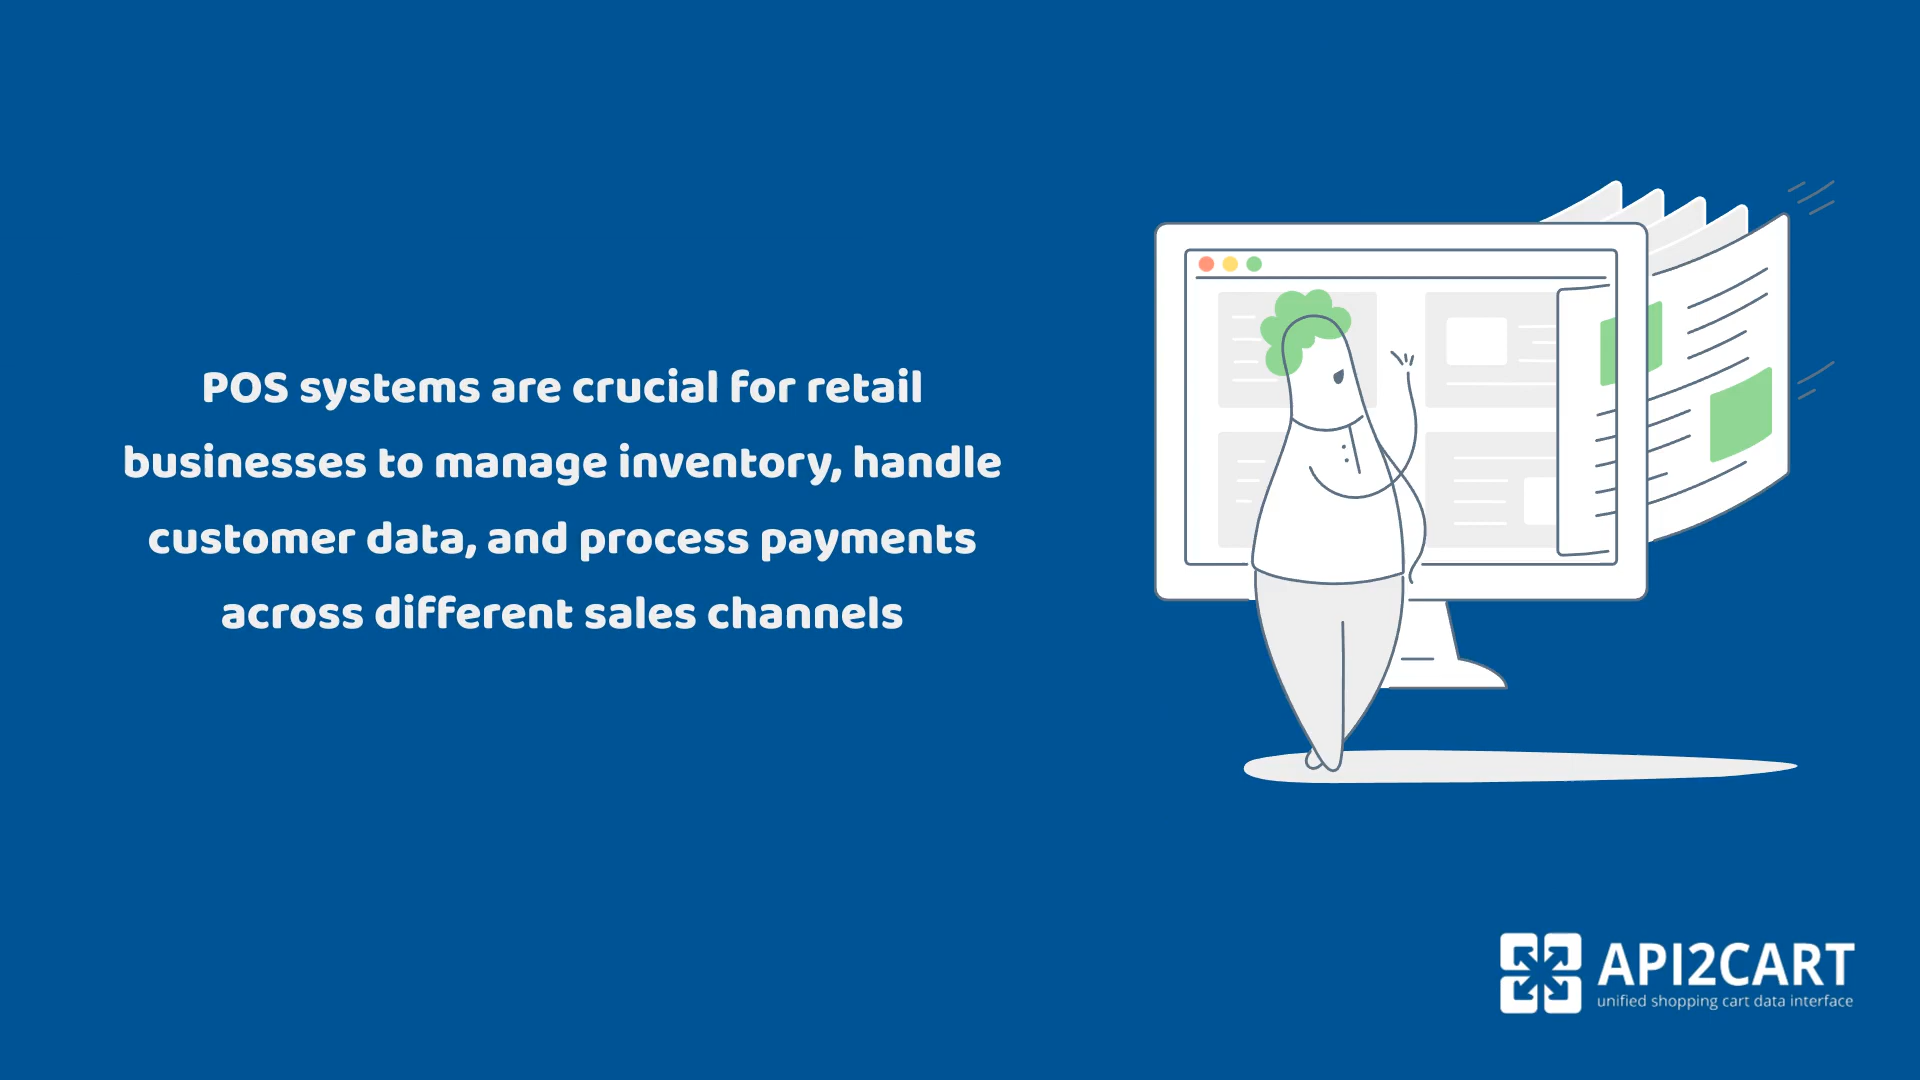 POS systems are crucial for retail
businesses to manage inventory, handle
customer data, and process payments
across different sales channels
API2CART
unified shopping cart data interface